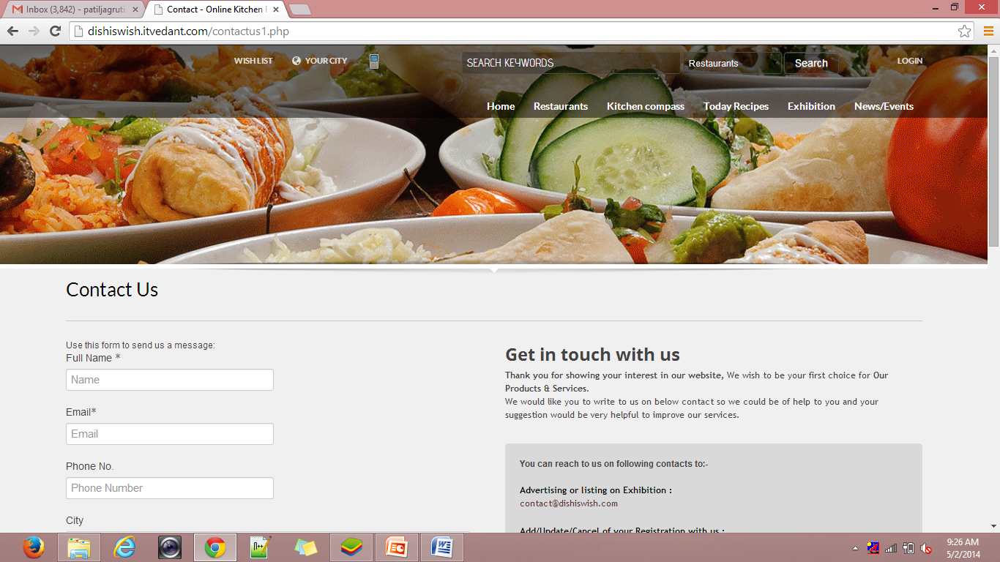 Inbox (3,842) - patiljagruti
Contact - Online Kitchen
dishiswish.itvedant.com/contactus1.php
WISH LIST YOUR CITY SEARCH KEYWORDS Restaurants Search LOGIN
Home Restaurants Kitchen compass Today Recipes Exhibition News/Events
Contact Us
Use this form to send us a message:
Full Name *
Name
Email*
Email
Phone No.
Phone Number
City
Get in touch with us
Thank you for showing your interest in our website, We wish to be your first choice for Our
Products & Services.
We would like you to write to us on below contact so we could be of help to you and your
suggestion would be very helpful to improve our services.
You can reach to us on following contacts to:-
Advertising or listing on Exhibition :
contact@dishiswish.com
Add/Update/Cancel of your Registration with us :
N++
9:26 AM
5/2/2014